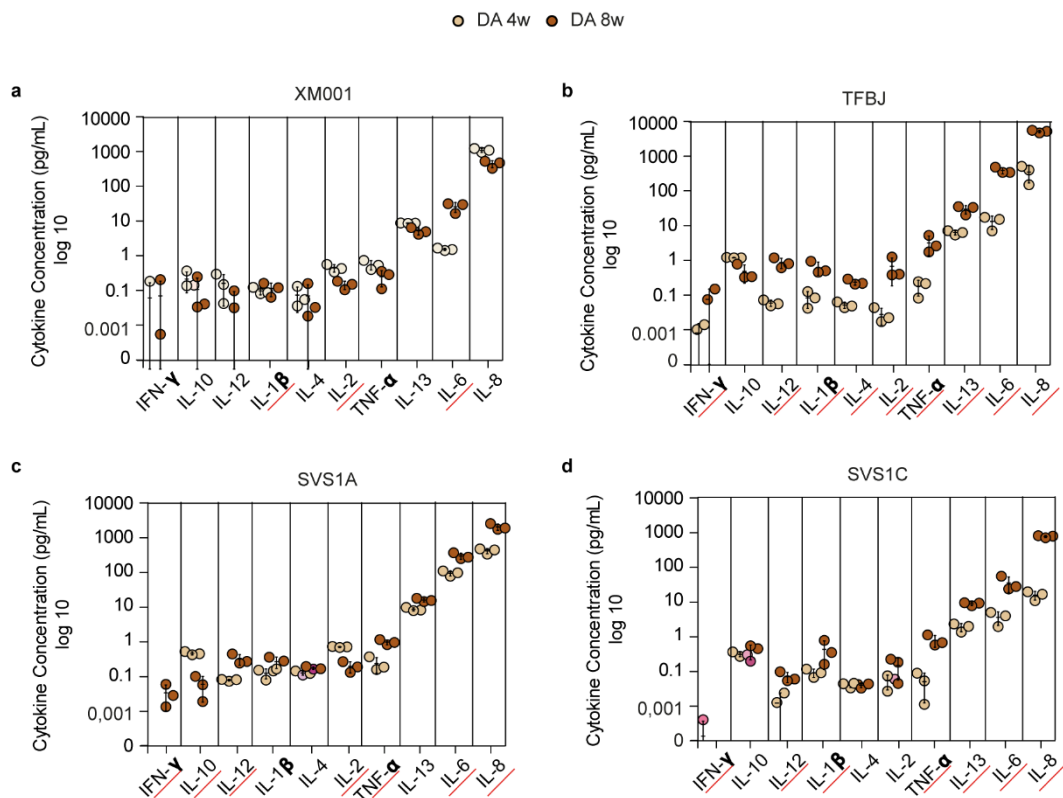 DA 4w DA 8w
a
XM001
Cytokine Concentration (pg/mL)
log 10
10000
1000
100
10
1
0.1
0.001
0
IFN-γ IL-10 IL-12 IL-1β IL-4 IL-2 TNF-α IL-13 IL-6 IL-8
b
TFBJ
Cytokine Concentration (pg/mL)
log 10
10000
1000
100
10
1
0.1
0.001
0
IFN-γ IL-10 IL-12 IL-1β IL-4 IL-2 TNF-α IL-13 IL-6 IL-8
c
SVS1A
Cytokine Concentration (pg/mL)
log 10
10000
1000
100
10
1
0.1
0,001
0
IFN-γ IL-10 IL-12 IL-1β IL-4 IL-2 TNF-α IL-13 IL-6 IL-8
d
SVS1C
Cytokine Concentration (pg/mL)
log 10
10000
1000
100
10
1
0.1
0,001
0
IFN-γ IL-10 IL-12 IL-1β IL-4 IL-2 TNF-α IL-13 IL-6 IL-8